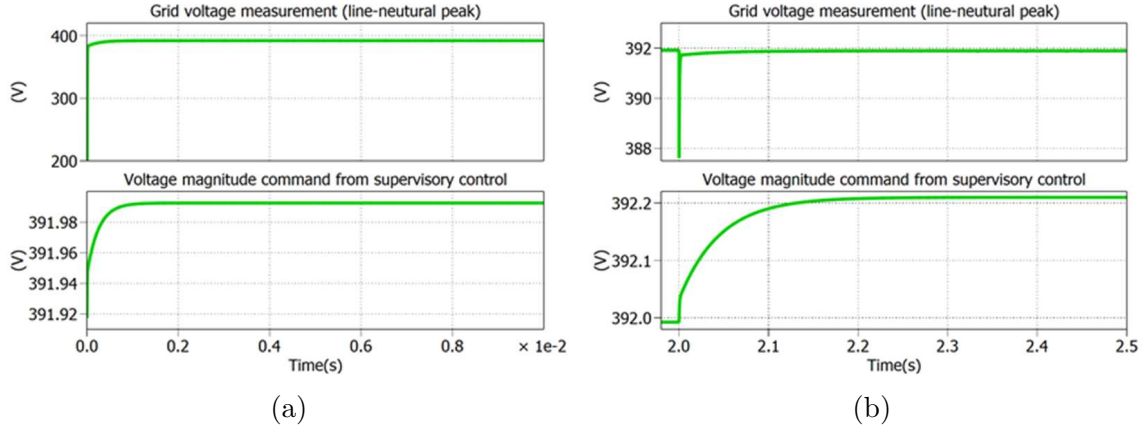 Grid voltage measurement (line-neutural peak)
400
300
200
(V)
Voltage magnitude command from supervisory control
391.98
391.96
391.94
391.92
(V)
0.0 0.2 0.4 0.6 0.8 × 1e-2
Time(s)
(a)
Grid voltage measurement (line-neutural peak)
392
390
388
(V)
Voltage magnitude command from supervisory control
392.2
392.1
392.0
(V)
2.0 2.1 2.2 2.3 2.4 2.5
Time(s)
(b)